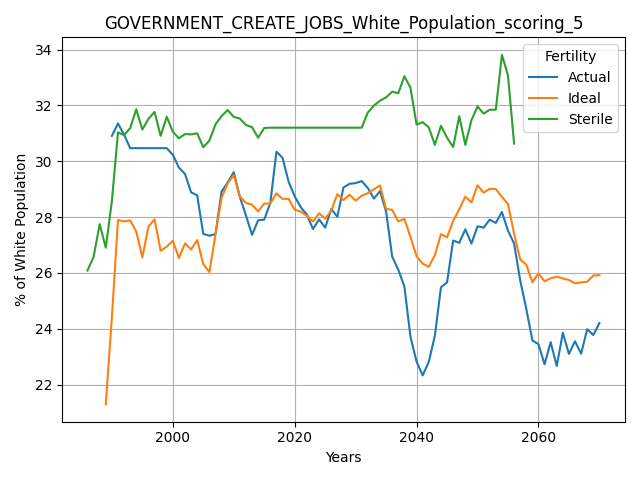 GOVERNMENT_CREATE_JOBS_White_Population_scoring_5
Fertility
Actual
Ideal
Sterile
% of White Population
34
32
30
28
26
24
22
2000
2020
2040
2060
Years